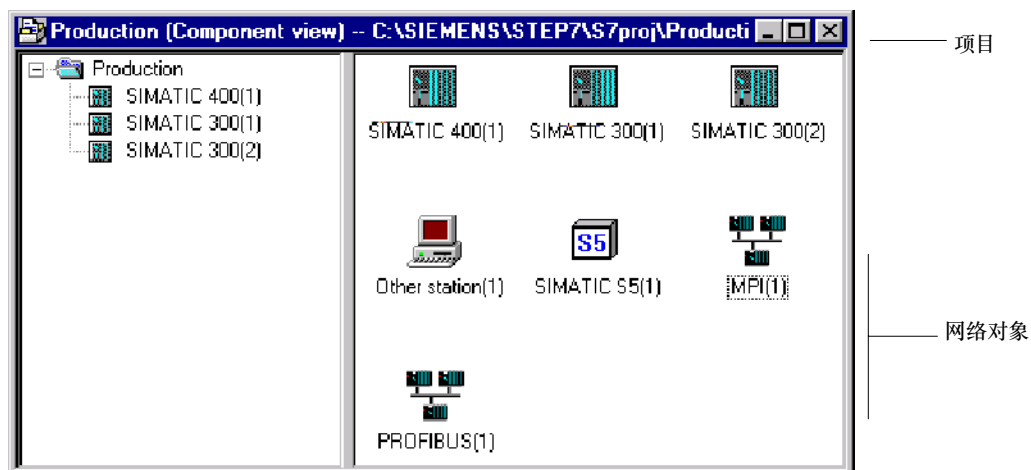 Production (Component view) -- C:\SIEMENS\STEP7\S7proj\Producti
项目
Production
SIMATIC 400(1)
SIMATIC 300(1)
SIMATIC 300(2)
SIMATIC 400(1)
SIMATIC 300(1)
SIMATIC 300(2)
S5
Other station(1)
SIMATIC S5(1)
MPI(1)
网络对象
PROFIBUS(1)